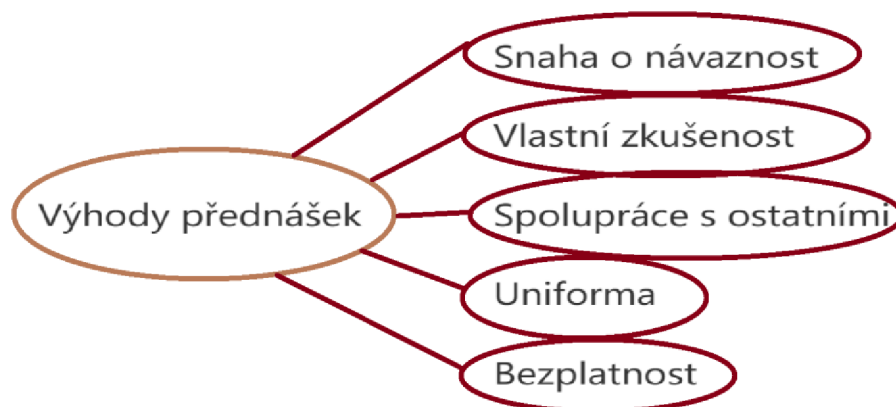 Výhody přednášek
Snaha o návaznost
Vlastní zkušenost
Spolupráce s ostatními
Uniforma
Bezplatnost